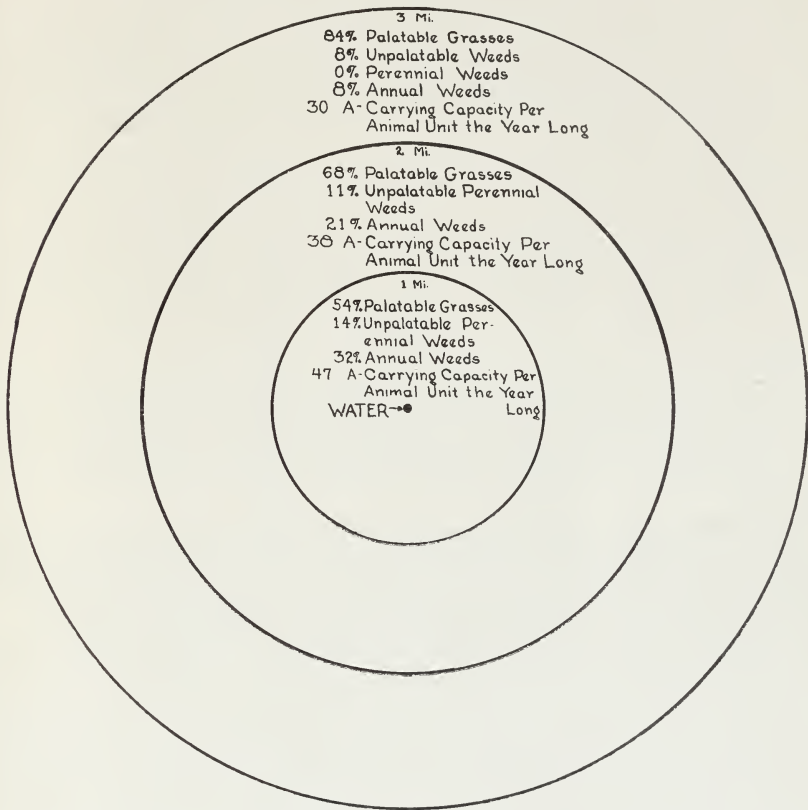 3 Mi.
84% Palatable Grasses
8% Unpalatable Weeds
0% Perennial Weeds
8% Annual Weeds
30 A-Carrying Capacity Per
Animal Unit the Year Long
2 Mi.
68% Palatable Grasses
11% Unpalatable Perennial
Weeds
21% Annual Weeds
38 A-Carrying Capacity Per
Animal Unit the Year Long
1 Mi.
54% Palatable Grasses
14% Unpalatable Per-
ennial Weeds
32% Annual Weeds
47 A-Carrying Capacity Per
Animal Unit the Year
WATER Long